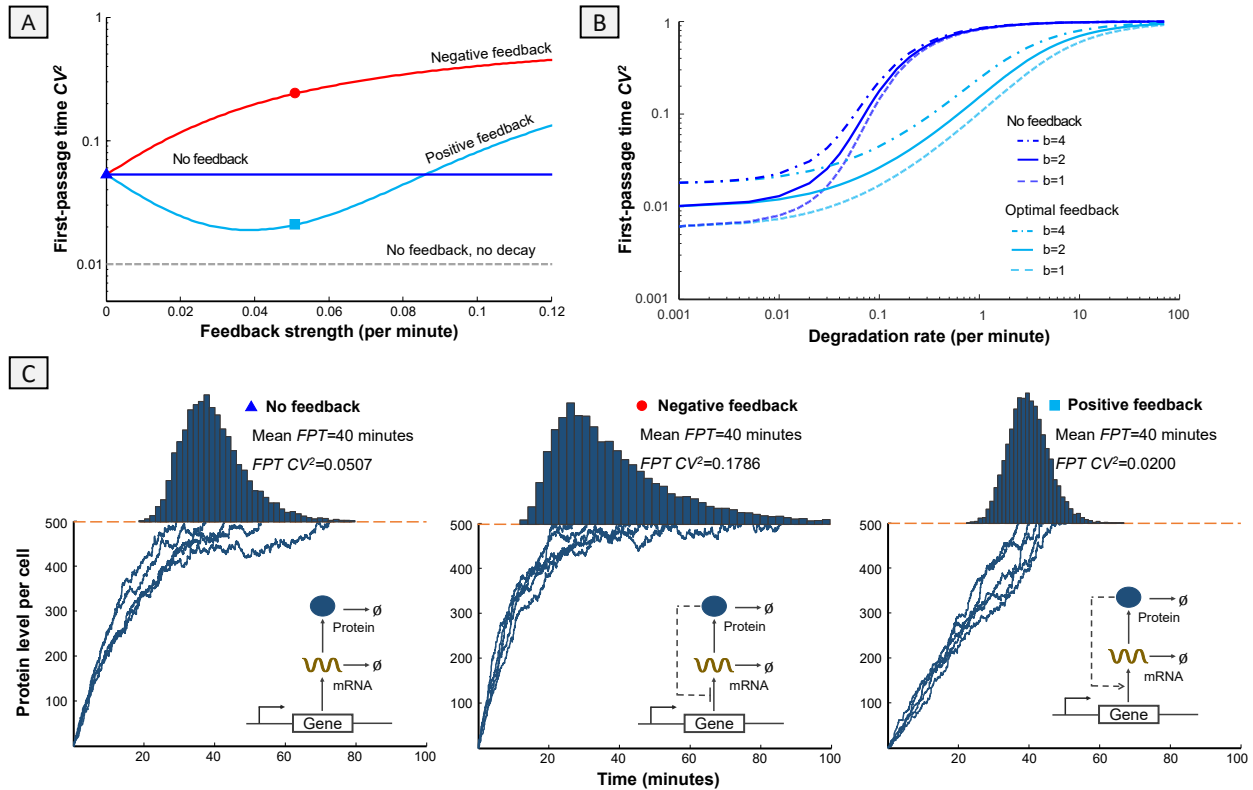 A
First-passage time CV²
1
0.1
0.01
Negative feedback
No feedback
Positive feedback
No feedback, no decay
0
0.02
0.04
0.06
0.08
0.1
0.12
Feedback strength (per minute)
B
First-passage time CV²
1
0.1
0.01
0.001
No feedback
b=4
b=2
b=1
Optimal feedback
b=4
b=2
b=1
0.001
0.01
0.1
1
10
100
Degradation rate (per minute)
C
No feedback
Mean FPT=40 minutes
FPT CV²=0.0507
Protein level per cell
500
400
300
200
100
Protein
ø
mRNA
ø
Gene
20
40
60
80
100
Negative feedback
Mean FPT=40 minutes
FPT CV²=0.1786
500
400
300
200
100
Protein
ø
mRNA
ø
Gene
20
40
60
80
100
Positive feedback
Mean FPT=40 minutes
FPT CV²=0.0200
500
400
300
200
100
Protein
ø
mRNA
ø
Gene
20
40
60
80
100
Time (minutes)